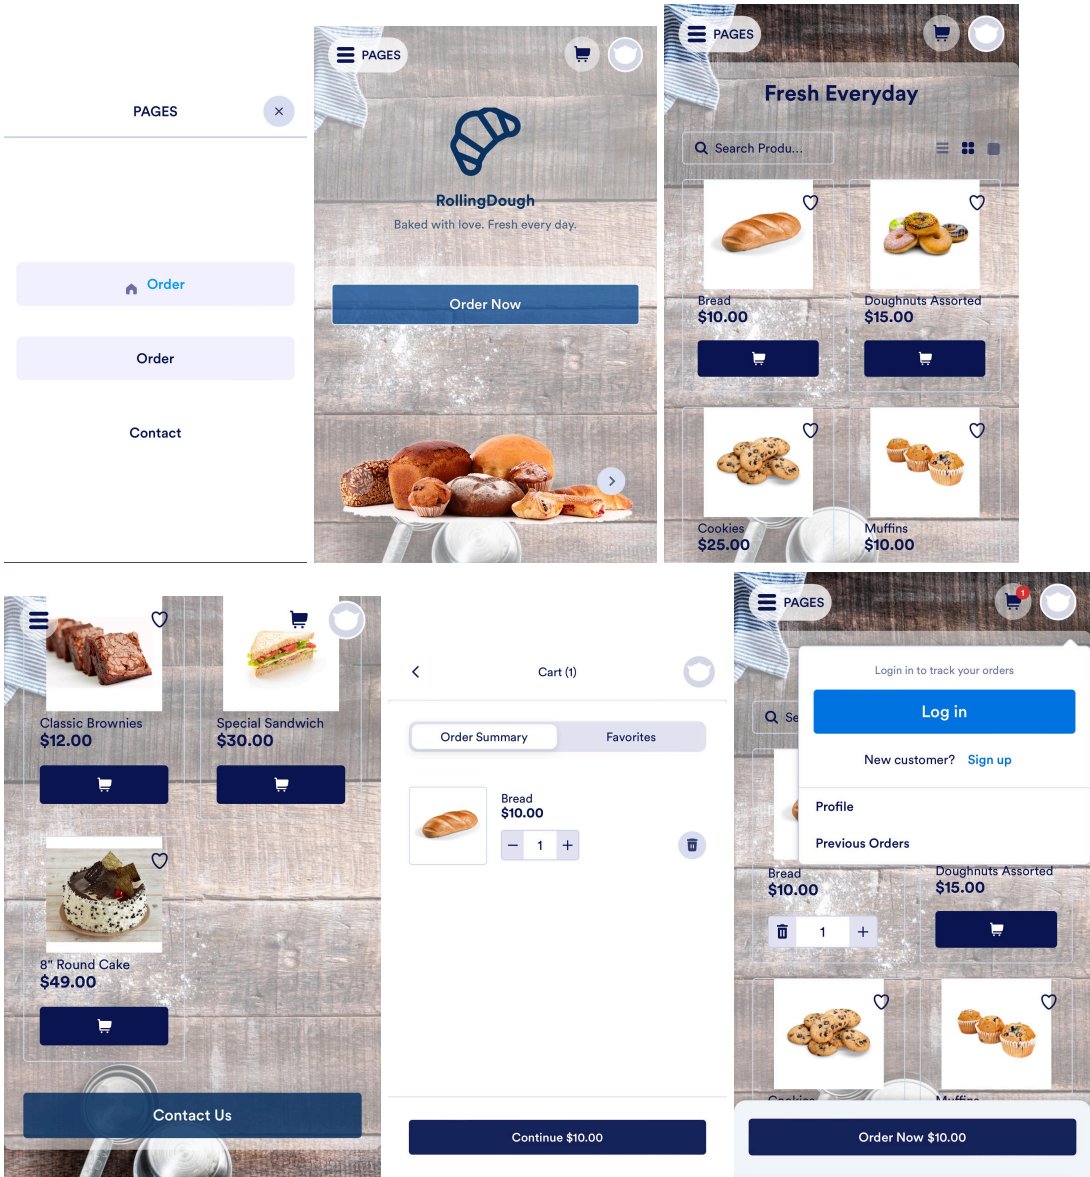 PAGES
Order
Order
Contact
PAGES
RollingDough
Baked with love. Fresh every day.
Order Now
PAGES
Fresh Everyday
Search Produ...
Bread
$10.00
Doughnuts Assorted
$15.00
Cookies
$25.00
Muffins
$10.00
Classic Brownies
$12.00
Special Sandwich
$30.00
8" Round Cake
$49.00
Contact Us
Cart (1)
Order Summary
Favorites
Bread
$10.00
1
Continue $10.00
PAGES
1
Login in to track your orders
Log in
New customer? Sign up
Profile
Previous Orders
Se
Bread
$10.00
1
Doughnuts Assorted
$15.00
Cookies
Muffins
Order Now $10.00